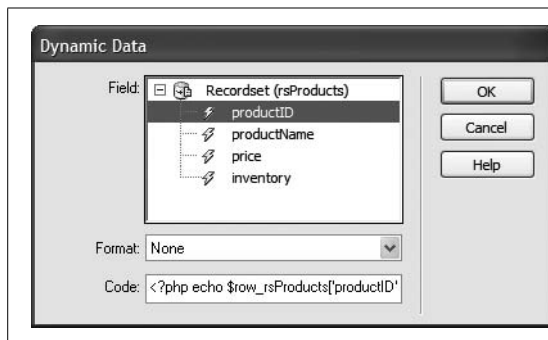 Dynamic Data
Field:
Recordset (rsProducts)
productID
productName
price
inventory
OK
Cancel
Help
Format: None
Code: <?php echo $row_rsProducts['productID'